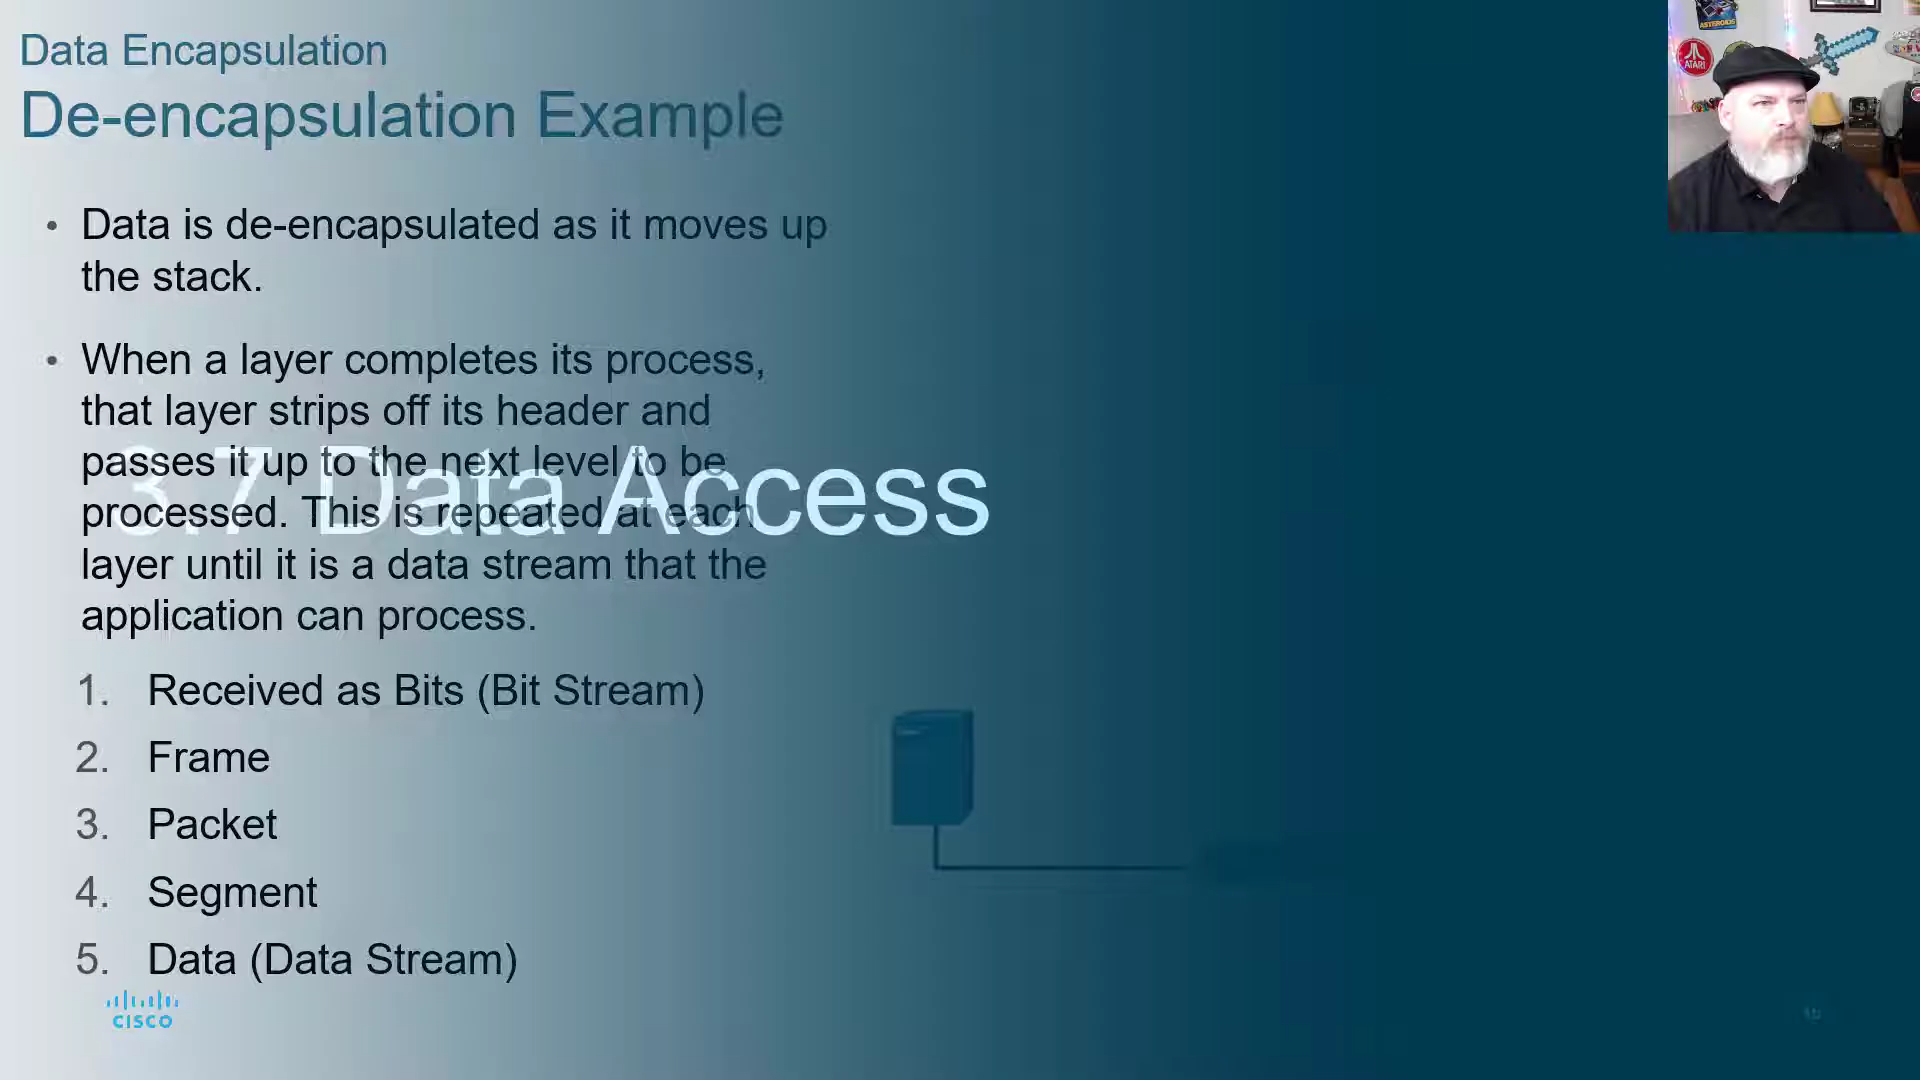 Data Encapsulation
De-encapsulation Example
• Data is de-encapsulated as it moves up
the stack.
• When a layer completes its process,
that layer strips off its header and
passes it up to the next level to be
processed. This is repeated at each
layer until it is a data stream that the
application can process.
3.7 Data Access
1. Received as Bits (Bit Stream)
2. Frame
3. Packet
4. Segment
5. Data (Data Stream)
CISCO
ASTEROIDS
ATARI